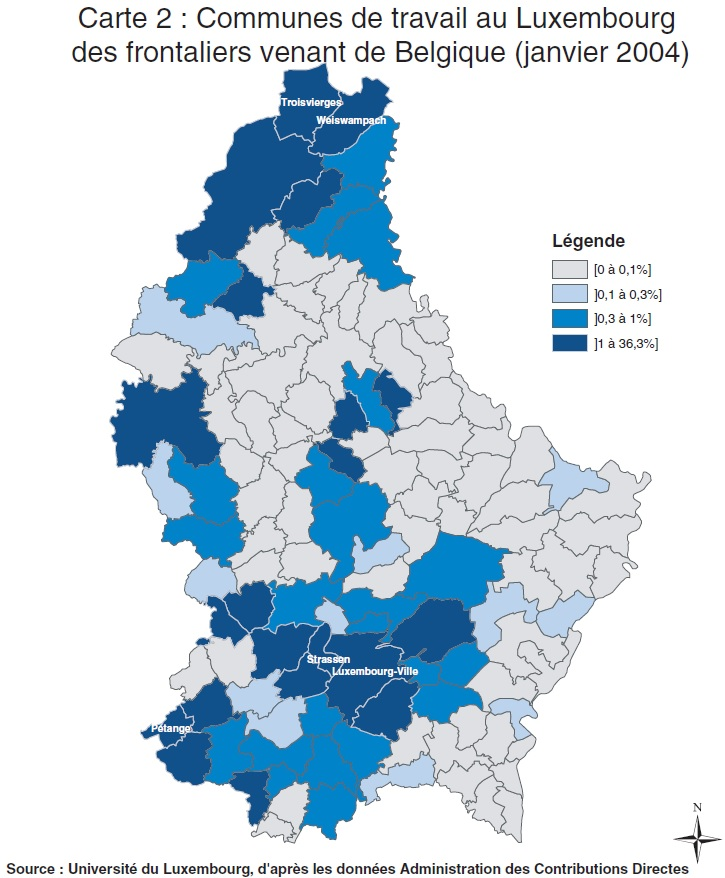 Carte 2 : Communes de travail au Luxembourg
des frontaliers venant de Belgique (janvier 2004)
Troisvierges
Weiswampach
Légende
[0 à 0,1%]
]0,1 à 0,3%]
]0,3 à 1%]
]1 à 36,3%]
Strassen
Luxembourg-Ville
Pétange
N
Source : Université du Luxembourg, d'après les données Administration des Contributions Directes